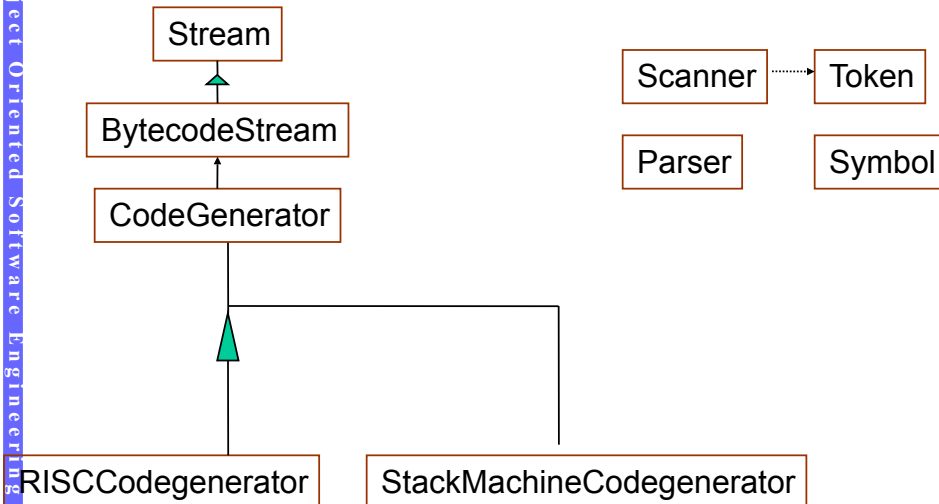 ect Oriented Software Engineering
Stream
Scanner
Token
BytecodeStream
Parser
Symbol
CodeGenerator
RISCCodegenerator
StackMachineCodegenerator